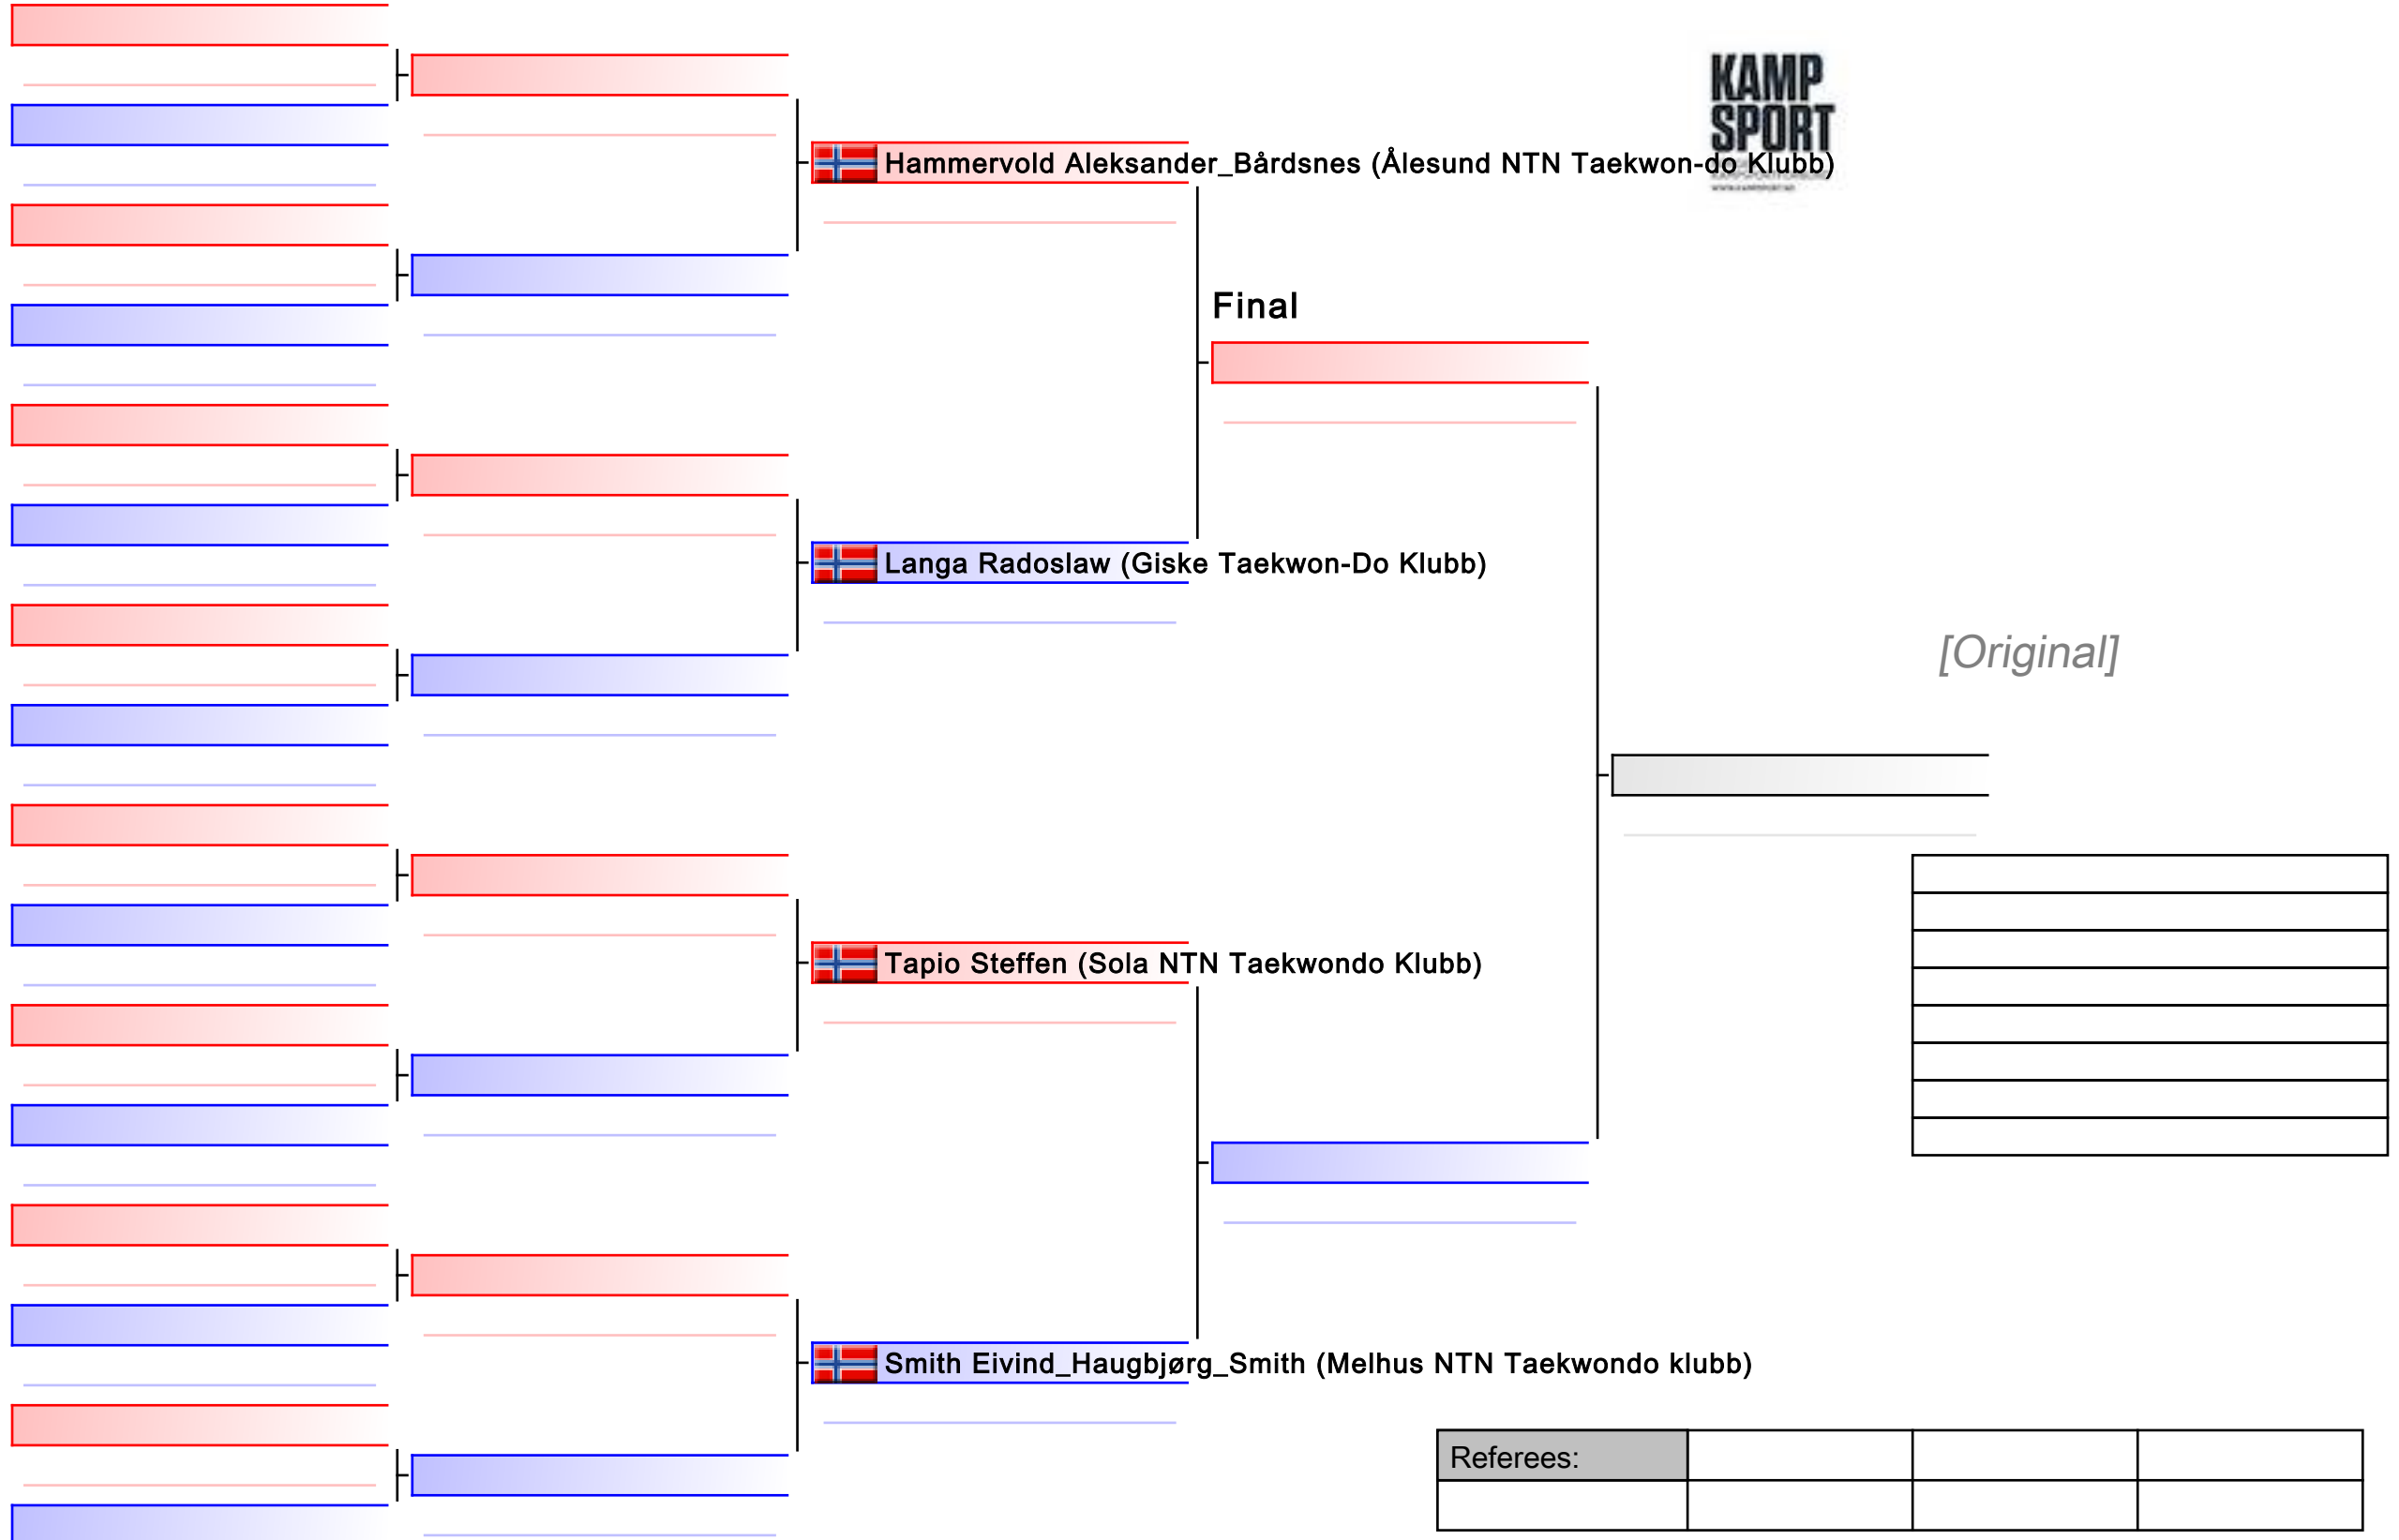 KAMP
SPORT
Hammervold Aleksander_Bårdsnes (Ålesund NTN Taekwon-do Klubb)
Final
Langa Radoslaw (Giske Taekwon-Do Klubb)
[Original]
Tapio Steffen (Sola NTN Taekwondo Klubb)
Smith Eivind_Haugbjørg_Smith (Melhus NTN Taekwondo klubb)
Referees: